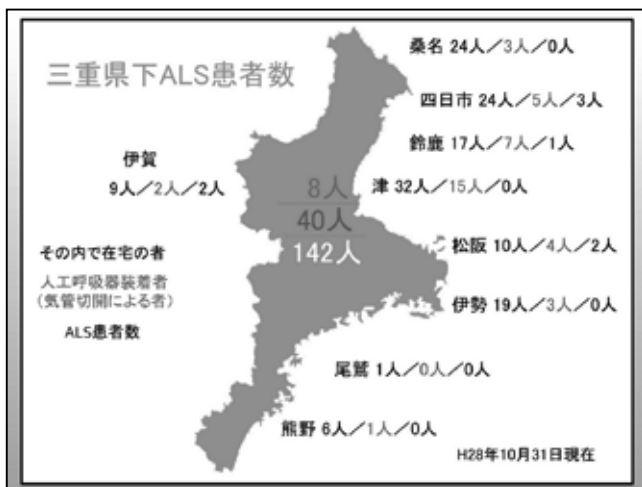 三重県下ALS患者数
桑名 24人/3人/0人
四日市 24人/5人/3人
鈴鹿 17人/7人/1人
伊賀
9人/2人/2人
津 32人/15人/0人
8人
40人
142人
松阪 10人/4人/2人
伊勢 19人/3人/0人
その内で在宅の者
人工呼吸器装着者
(気管切開による者)
ALS患者数
尾鷲 1人/0人/0人
熊野 6人/1人/0人
H28年10月31日現在